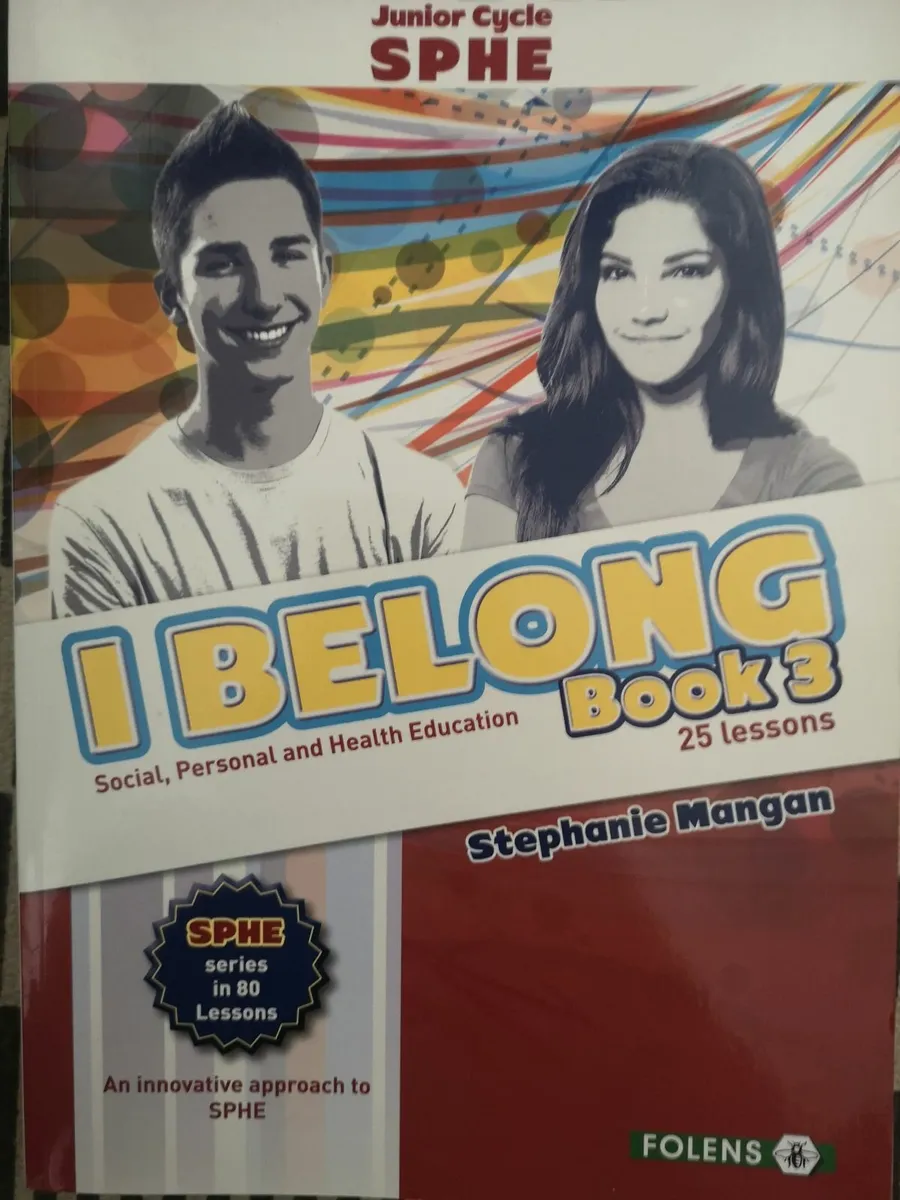 Junior Cycle
SPHE
I BELONG
Book 3
Social, Personal and Health Education
25 lessons
Stephanie Mangan
SPHE
series
in 80
Lessons
An innovative approach to
SPHE
FOLENS